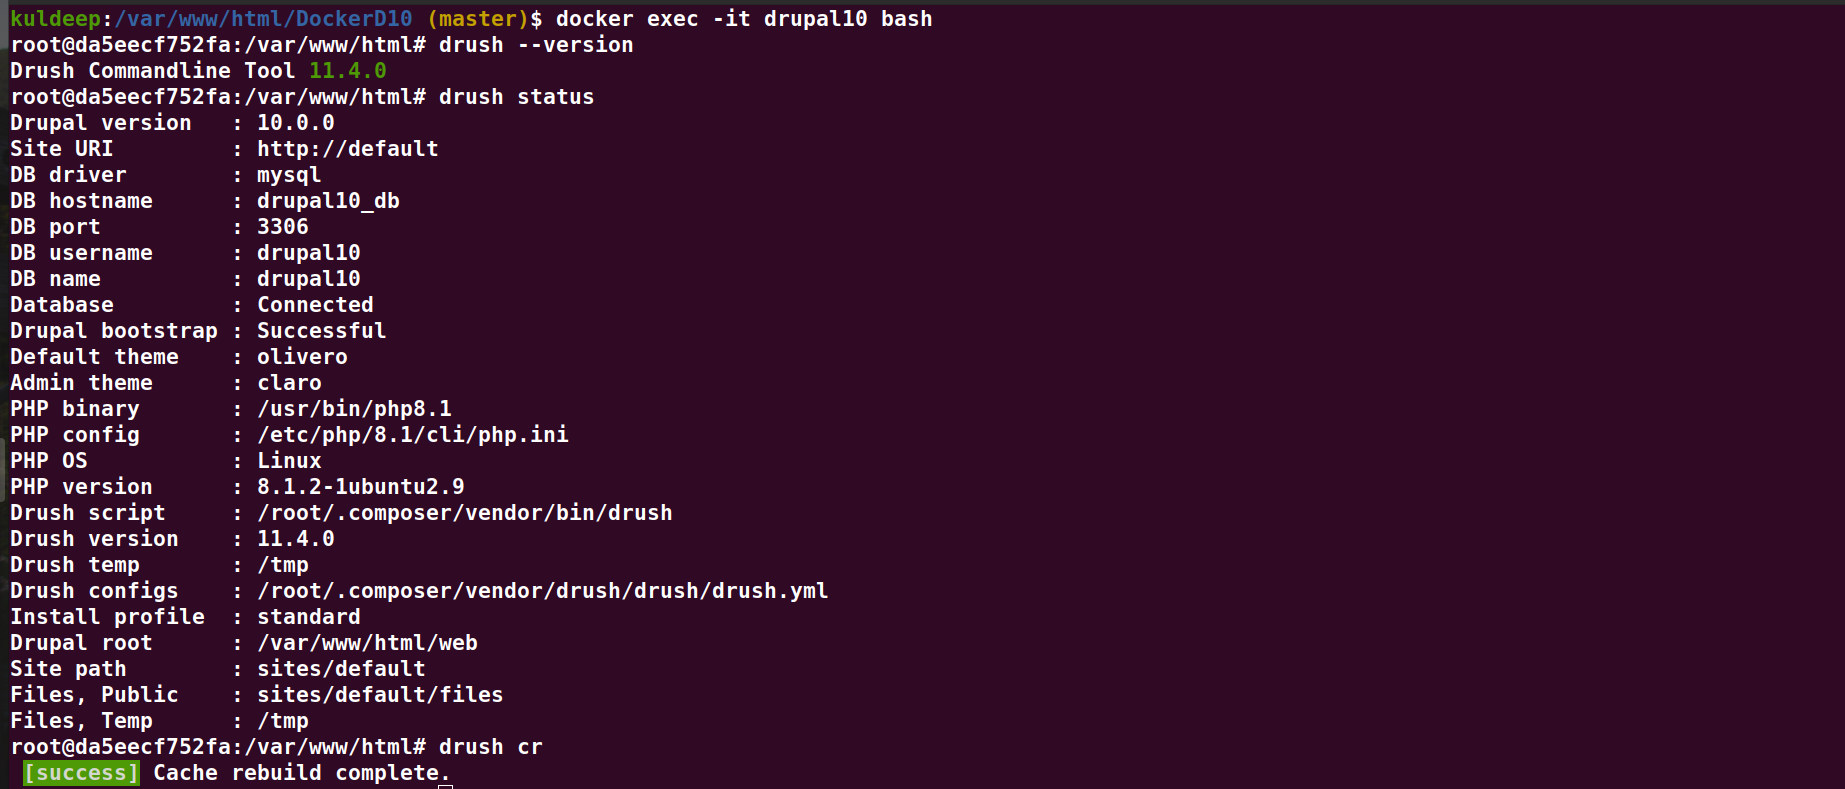 kuldeep:/var/www/html/DockerD10 (master)$ docker exec -it drupal10 bash
root@da5eecf752fa:/var/www/html# drush --version
Drush Commandline Tool 11.4.0
root@da5eecf752fa:/var/www/html# drush status
Drupal version   : 10.0.0
Site URI         : http://default
DB driver        : mysql
DB hostname      : drupal10_db
DB port          : 3306
DB username      : drupal10
DB name          : drupal10
Database         : Connected
Drupal bootstrap : Successful
Default theme    : olivero
Admin theme      : claro
PHP binary       : /usr/bin/php8.1
PHP config       : /etc/php/8.1/cli/php.ini
PHP OS           : Linux
PHP version      : 8.1.2-1ubuntu2.9
Drush script     : /root/.composer/vendor/bin/drush
Drush version    : 11.4.0
Drush temp       : /tmp
Drush configs    : /root/.composer/vendor/drush/drush/drush.yml
Install profile  : standard
Drupal root      : /var/www/html/web
Site path        : sites/default
Files, Public    : sites/default/files
Files, Temp      : /tmp
root@da5eecf752fa:/var/www/html# drush cr
 [success] Cache rebuild complete.